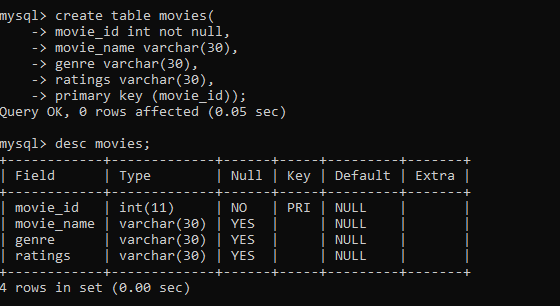 mysql> create table movies(
    -> movie_id int not null,
    -> movie_name varchar(30),
    -> genre varchar(30),
    -> ratings varchar(30),
    -> primary key (movie_id));
Query OK, 0 rows affected (0.05 sec)

mysql> desc movies;
+------------+-------------+------+-----+---------+-------+
| Field      | Type        | Null | Key | Default | Extra |
+------------+-------------+------+-----+---------+-------+
| movie_id   | int(11)     | NO   | PRI | NULL    |       |
| movie_name | varchar(30) | YES  |     | NULL    |       |
| genre      | varchar(30) | YES  |     | NULL    |       |
| ratings    | varchar(30) | YES  |     | NULL    |       |
+------------+-------------+------+-----+---------+-------+
4 rows in set (0.00 sec)